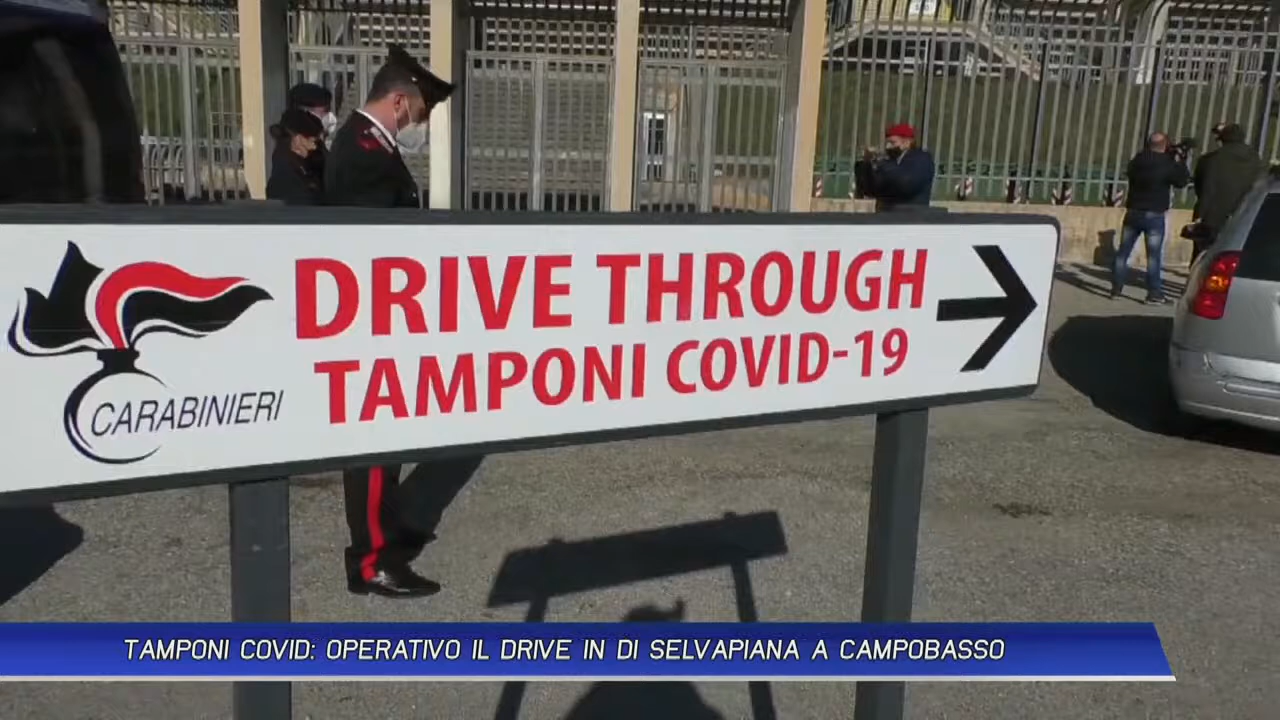 DRIVE THROUGH
TAMPONI COVID-19
CARABINIERI
TAMPONI COVID: OPERATIVO IL DRIVE IN DI SELVAPIANA A CAMPOBASSO